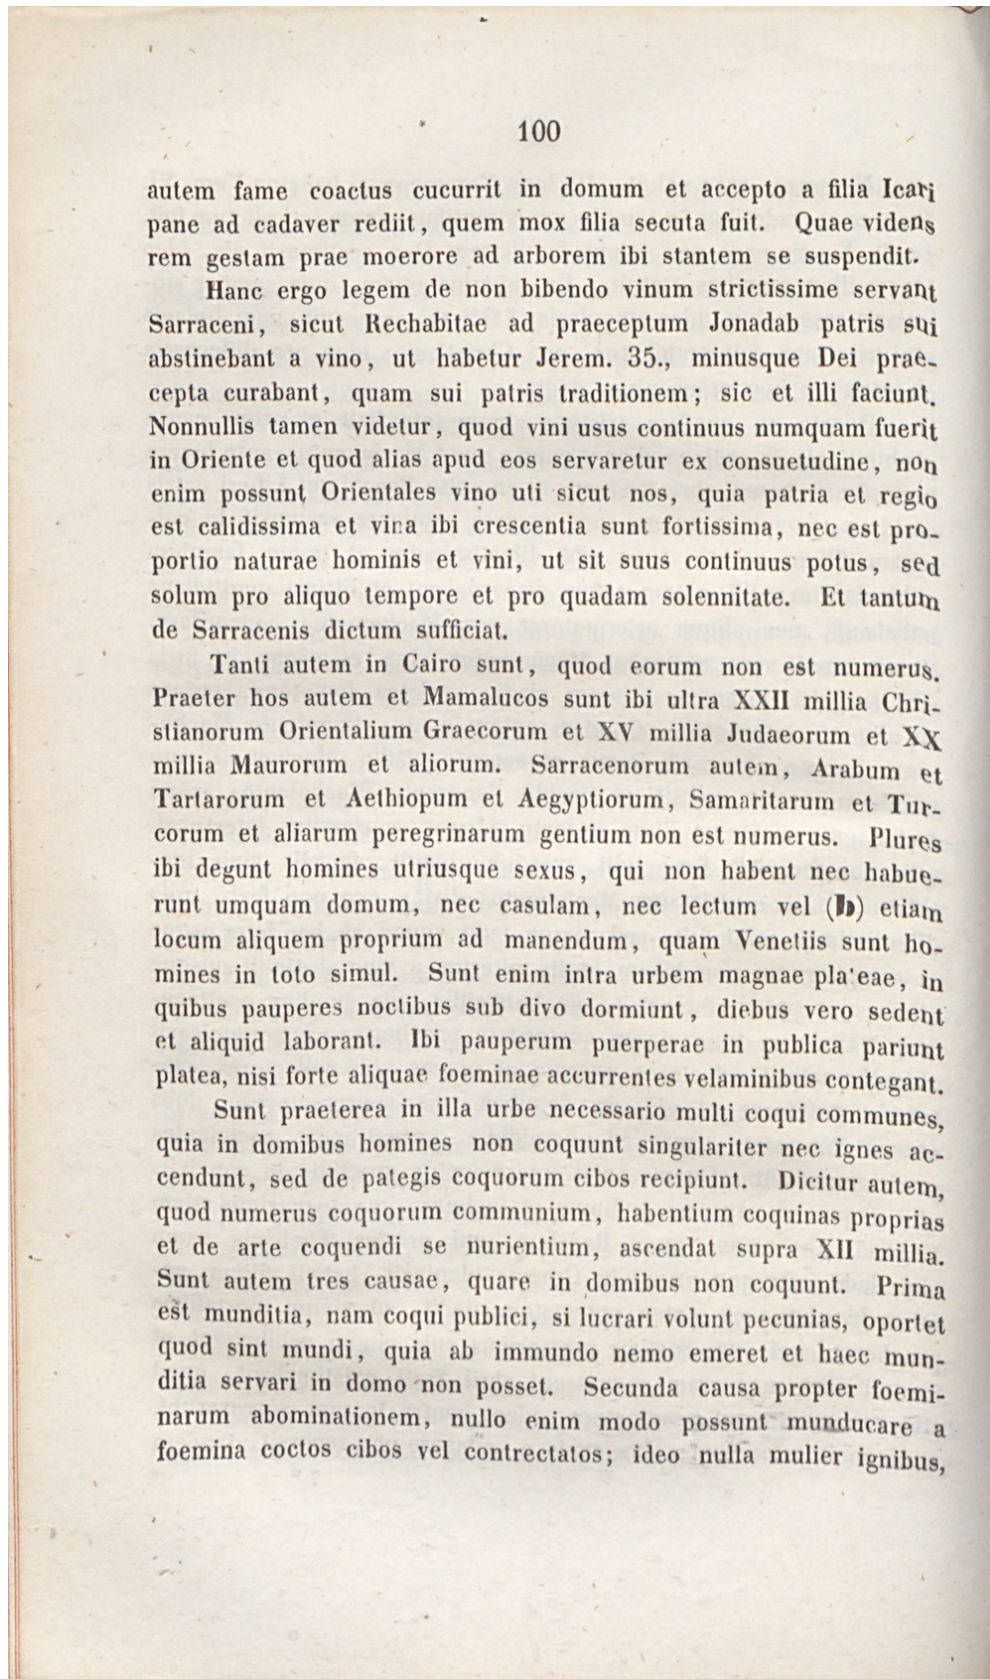 100
autem fame coactus cucurrit in domum et accepto a filia Icari
pane ad cadaver rediit, quem mox filia secuta fuit. Quae videns
rem gestam prae moerore ad arborem ibi stantem se suspendit.
Hanc ergo legem de non bibendo vinum strictissime servant
Sarraceni, sicut Rechabitae ad praeceptum Jonadab patris sui
abstinebant a vino, ut habetur Jerem. 35., minusque Dei prae-
cepta curabant, quam sui patris traditionem; sic et illi faciunt.
Nonnullis tamen videtur, quod vini usus continuus numquam fuerit
in Oriente et quod alias apud eos servaretur ex consuetudine, non
enim possunt Orientales vino uti sicut nos, quia patria et regio
est calidissima et vina ibi crescentia sunt fortissima, nec est pro-
portio naturae hominis et vini, ut sit suus continuus potus, sed
solum pro aliquo tempore et pro quadam solennitate. Et tantum
de Sarracenis dictum sufficiat.
Tanti autem in Cairo sunt, quod eorum non est numerus.
Praeter hos autem et Mamalucos sunt ibi ultra XXII millia Chri-
stianorum Orientalium Graecorum et XV millia Judaeorum et XX
millia Maurorum et aliorum. Sarracenorum autem, Arabum et
Tartarorum et Aethiopum et Aegyptiorum, Samaritarum et Tur-
corum et aliarum peregrinarum gentium non est numerus. Plures
ibi degunt homines utriusque sexus, qui non habent nec habue-
runt umquam domum, nec casulam, nec lectum vel (b) etiam
locum aliquem proprium ad manendum, quam Venetiis sunt ho-
mines in toto simul. Sunt enim intra urbem magnae plateae, in
quibus pauperes noctibus sub divo dormiunt, diebus vero sedent
et aliquid laborant. Ibi pauperum puerperae in publica pariunt
platea, nisi forte aliquae foeminae accurrentes velaminibus contegant.
Sunt praeterea in illa urbe necessario multi coqui communes,
quia in domibus homines non coquunt singulariter nec ignes ac-
cendunt, sed de pategis coquorum cibos recipiunt. Dicitur autem,
quod numerus coquorum communium, habentium coquinas proprias
et de arte coquendi se nurientium, ascendat supra XII millia.
Sunt autem tres causae, quare in domibus non coquunt. Prima
est munditia, nam coqui publici, si lucrari volunt pecunias, oportet
quod sint mundi, quia ab immundo nemo emeret et haec mun-
ditia servari in domo non posset. Secunda causa propter foemi-
narum abominationem, nullo enim modo possunt munducare a
foemina coctos cibos vel contrectatos; ideo nulla mulier ignibus,